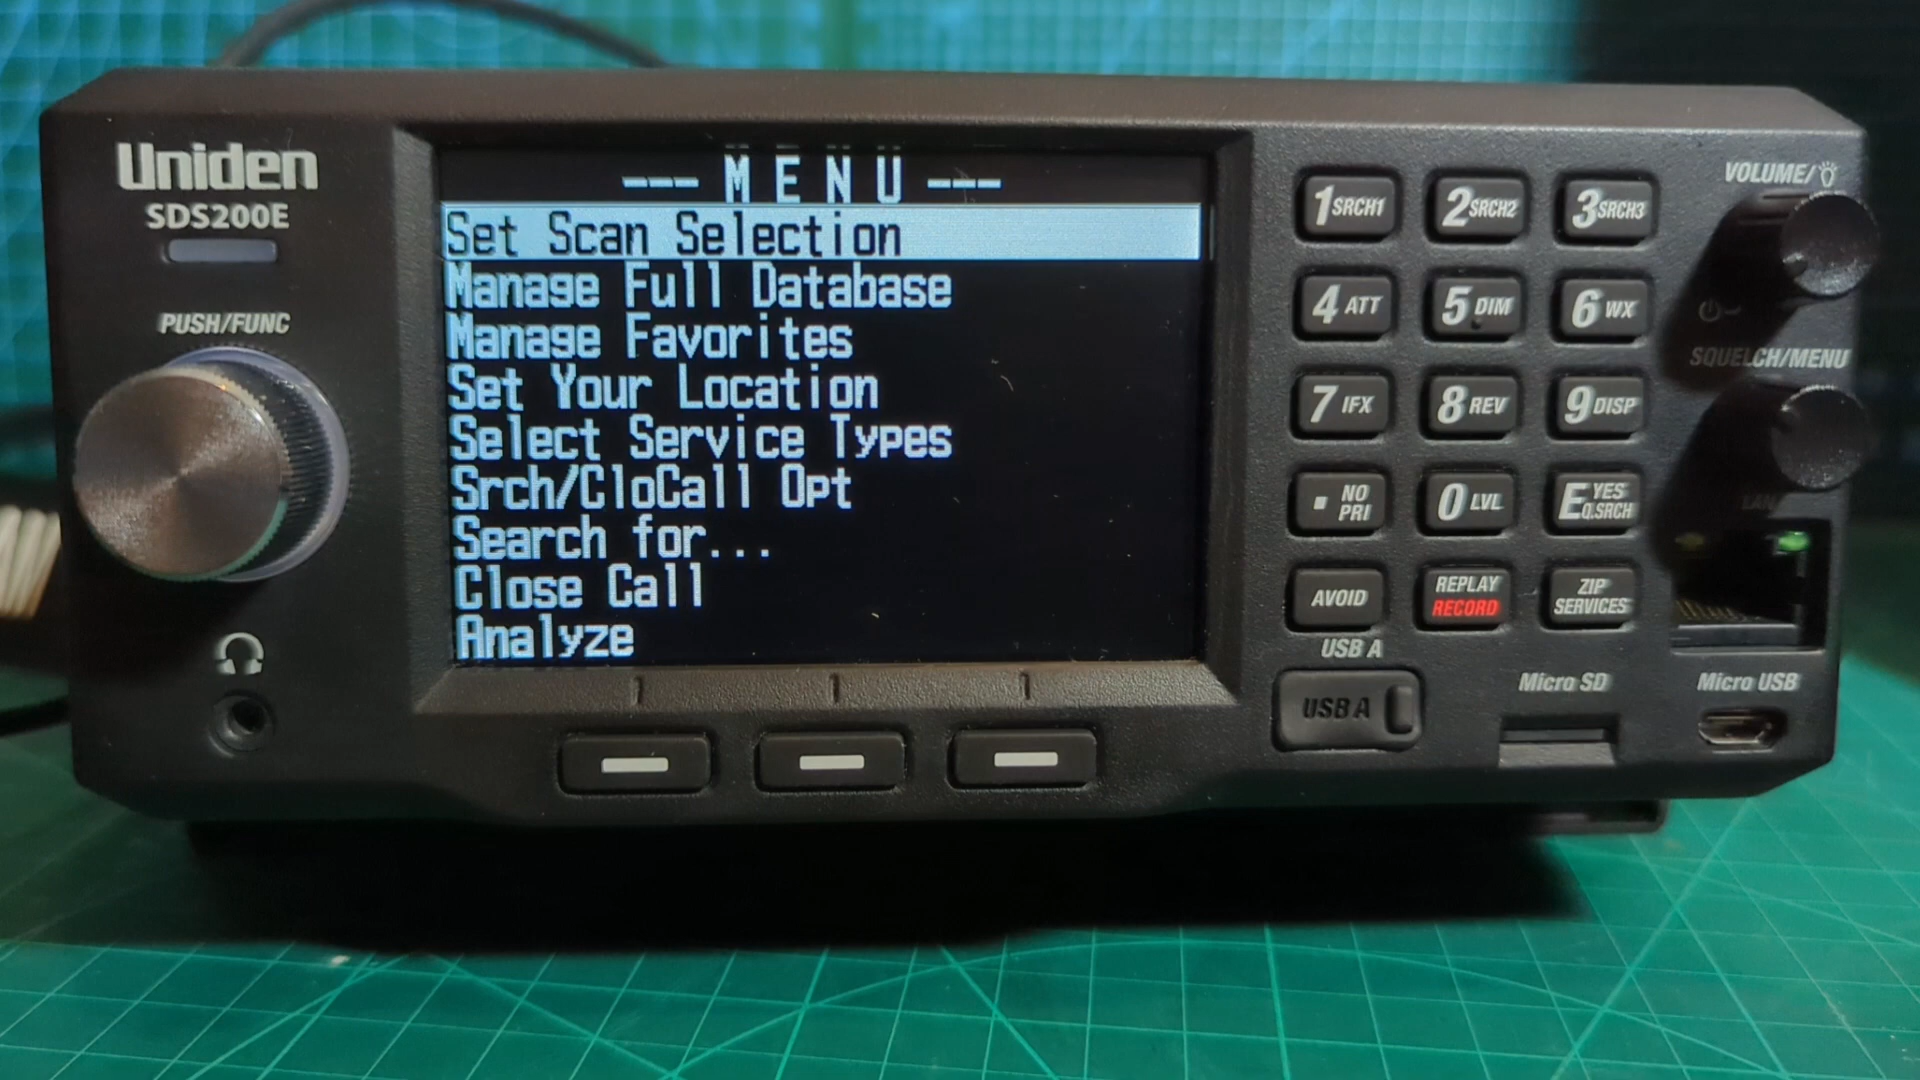 Uniden
SDS200E
PUSH/FUNC
--- M E N U ---
Set Scan Selection
Manage Full Database
Manage Favorites
Set Your Location
Select Service Types
Srch/CloCall Opt
Search for...
Close Call
Analyze
1 SRCH1
2 SRCH2
3 SRCH3
4 ATT
5 DIM
6 WX
7 IFX
8 REV
9 DISP
. NO
PRI
0 LVL
E YES
Q.SRCH
AVOID
REPLAY
RECORD
ZIP
SERVICES
VOLUME/
SQUELCH/MENU
LAN
USB A
USB A
Micro SD
Micro USB